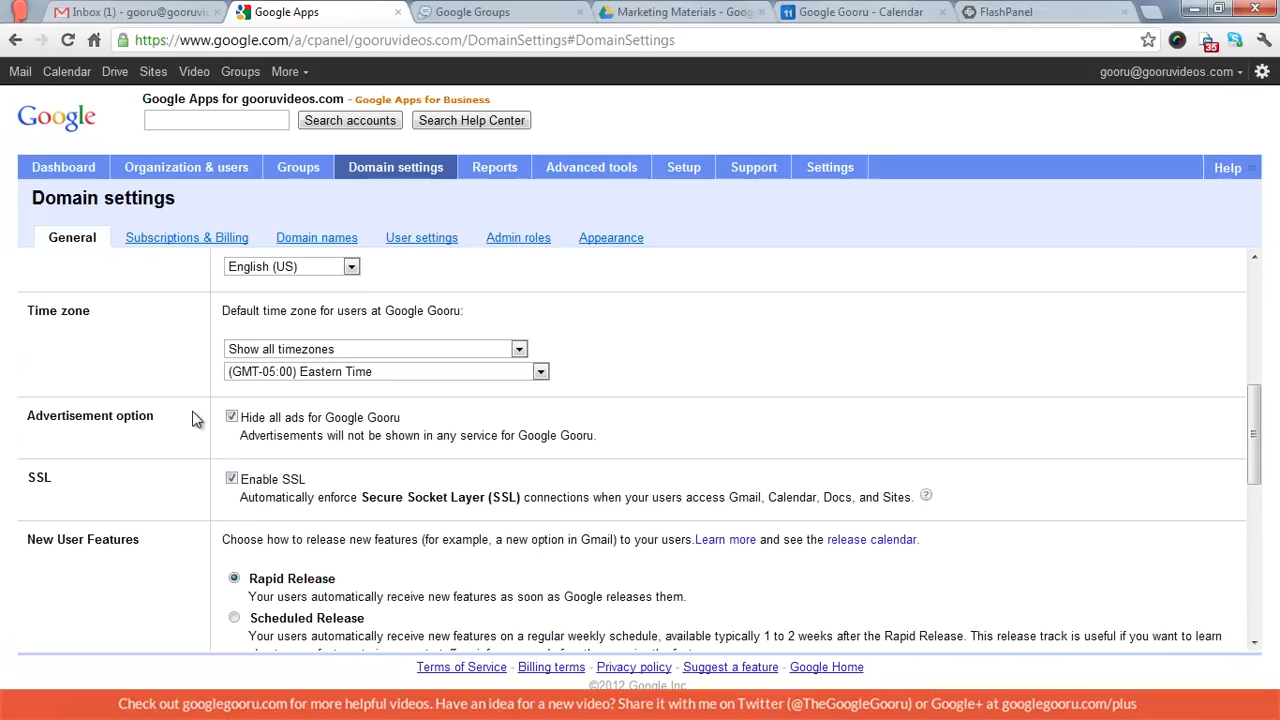 Inbox (1) - gooru@gooruvi
Google Apps
Google Groups
Marketing Materials - Goog
11 Google Gooru - Calendar
FlashPanel
https://www.google.com/a/cpanel/gooruvideos.com/DomainSettings#DomainSettings
35
Mail Calendar Drive Sites Video Groups More
gooru@gooruvideos.com
Google
Google Apps for gooruvideos.com - Google Apps for Business
Search accounts Search Help Center
Dashboard Organization & users Groups Domain settings Reports Advanced tools Setup Support Settings Help
Domain settings
General Subscriptions & Billing Domain names User settings Admin roles Appearance
English (US)
Time zone
Default time zone for users at Google Gooru:
Show all timezones
(GMT-05:00) Eastern Time
Advertisement option
Hide all ads for Google Gooru
Advertisements will not be shown in any service for Google Gooru.
SSL
Enable SSL
Automatically enforce Secure Socket Layer (SSL) connections when your users access Gmail, Calendar, Docs, and Sites. ?
New User Features
Choose how to release new features (for example, a new option in Gmail) to your users.Learn more and see the release calendar.
Rapid Release
Your users automatically receive new features as soon as Google releases them.
Scheduled Release
Your users automatically receive new features on a regular weekly schedule, available typically 1 to 2 weeks after the Rapid Release. This release track is useful if you want to learn
Terms of Service - Billing terms - Privacy policy - Suggest a feature - Google Home
©2012 Google Inc.
Check out googlegooru.com for more helpful videos. Have an idea for a new video? Share it with me on Twitter (@TheGoogleGooru) or Google+ at googlegooru.com/plus